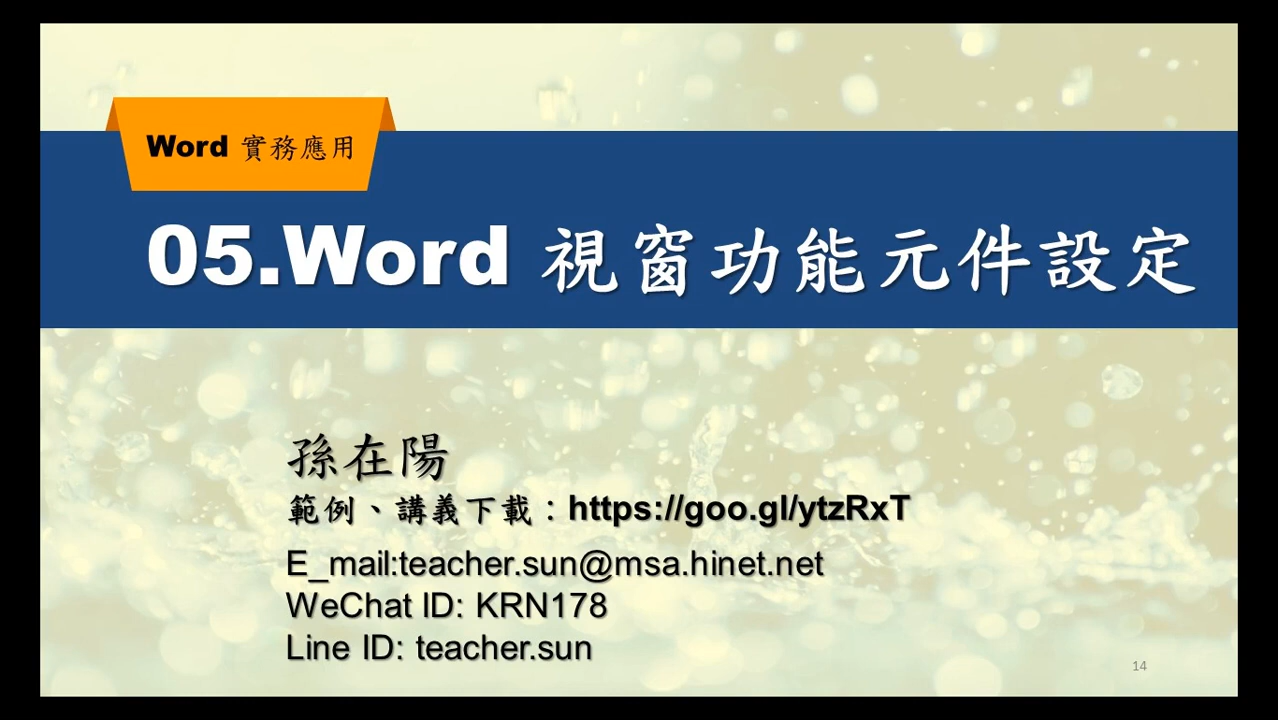 Word 實務應用
05.Word 視窗功能元件設定
孫在陽
範例、講義下載：https://goo.gl/ytzRxT
E_mail:teacher.sun@msa.hinet.net
WeChat ID: KRN178
Line ID: teacher.sun
14